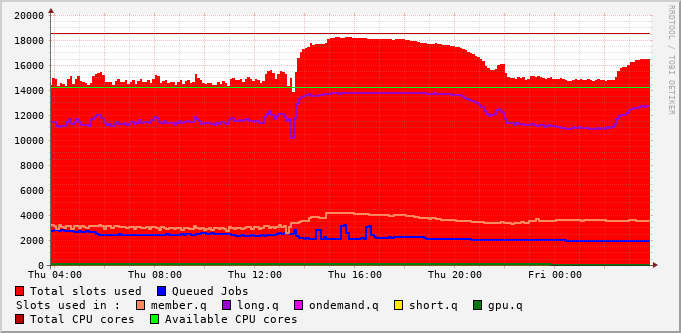 20000
18000
16000
14000
12000
10000
8000
6000
4000
2000
0
Thu 04:00 Thu 08:00 Thu 12:00 Thu 16:00 Thu 20:00 Fri 00:00
RRDTOOL / TOBI OETIKER
Total slots used Queued Jobs
Slots used in : member.q long.q ondemand.q short.q gpu.q
Total CPU cores Available CPU cores